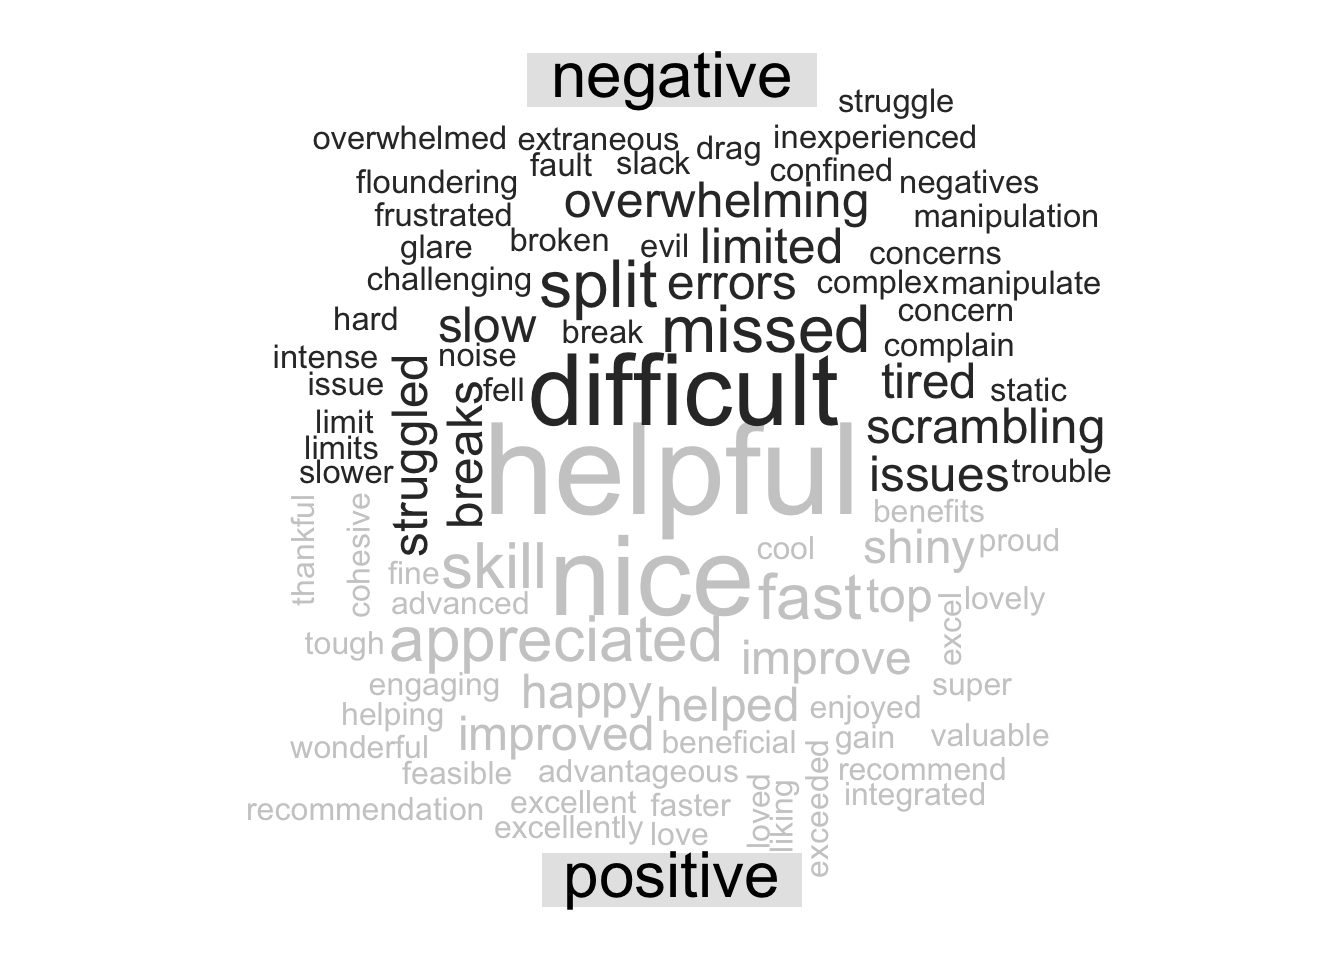 negative
struggle
overwhelmed extraneous drag inexperienced
fault slack confined
floundering overwhelming negatives
frustrated manipulation
glare broken evil limited concerns
challenging split errors complex manipulate
hard slow break missed concern
intense noise complain
issue fell difficult tired static
limit struggled breaks scrambling
limits
slower helpful issues trouble
thankful cohesive benefits
fine skill nice cool shiny proud
advanced fast top excel lovely
tough appreciated improve
engaging happy helped super
helping enjoyed
wonderful improved beneficial gain valuable
feasible advantageous exceeded recommend
recommendation excellent faster loved liking integrated
excellently love
positive